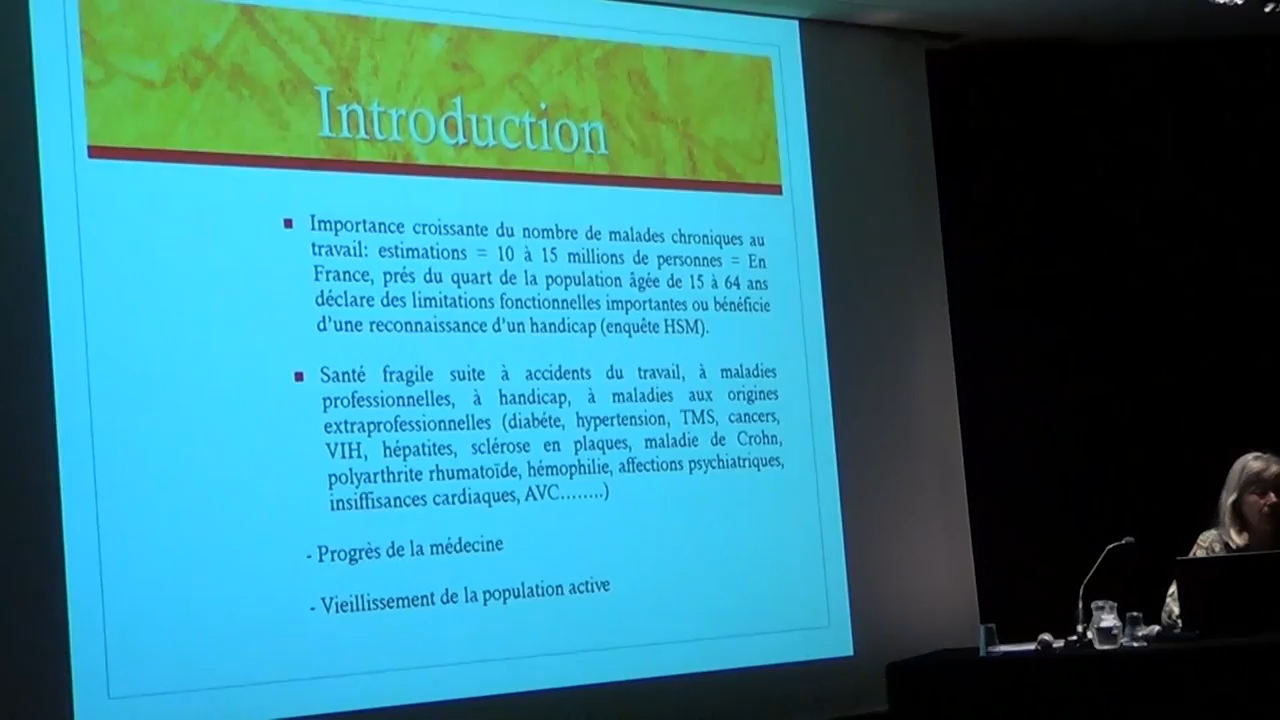 Introduction
Importance croissante du nombre de malades chroniques au
travail: estimations = 10 à 15 millions de personnes = En
France, prés du quart de la population âgée de 15 à 64 ans
déclare des limitations fonctionnelles importantes ou bénéficie
d'une reconnaissance d'un handicap (enquête HSM).
Santé fragile suite à accidents du travail, à maladies
professionnelles, à handicap, à maladies aux origines
extraprofessionnelles (diabéte, hypertension, TMS, cancers,
VIH, hépatites, sclérose en plaques, maladie de Crohn,
polyarthrite rhumatoïde, hémophilie, affections psychiatriques,
insiffisances cardiaques, AVC........)
- Progrès de la médecine
- Vieillissement de la population active